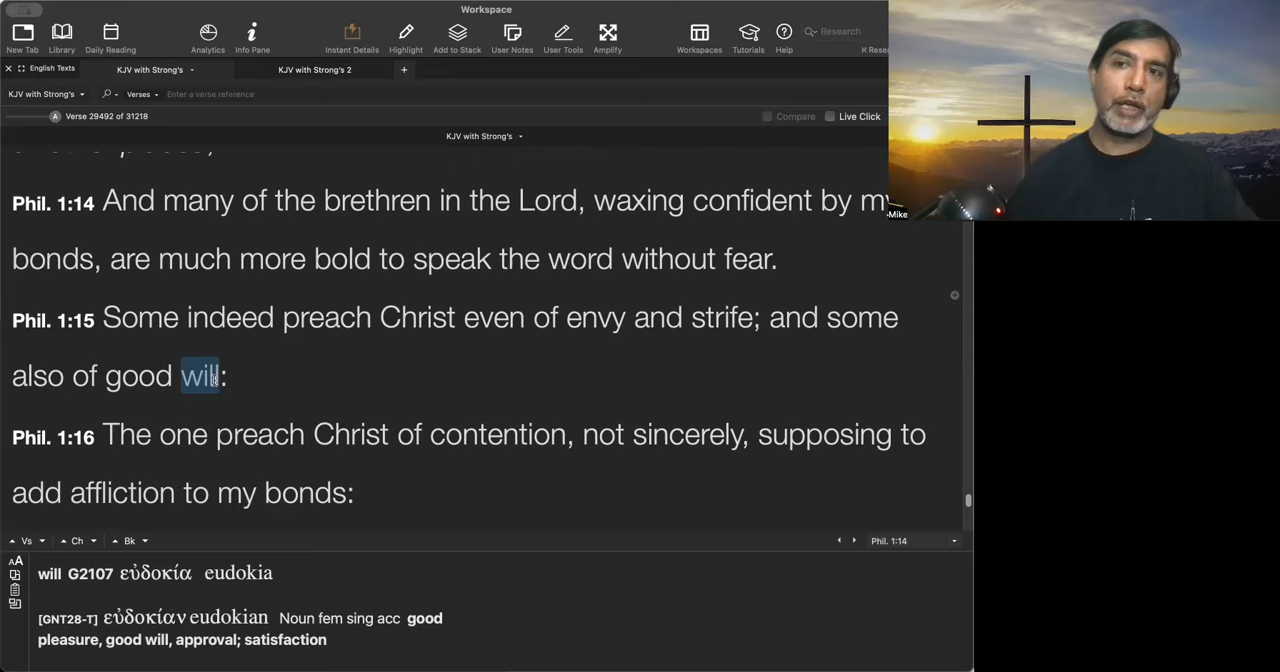 Workspace
New Tab Library Daily Reading Analytics Info Pane Instant Details Highlight Add to Stack User Notes User Tools Amplify Workspaces Tutorials Help Research
English Texts KJV with Strong's KJV with Strong's 2 +
KJV with Strong's Verses Enter a verse reference
A Verse 29492 of 31218 Compare Live Click
KJV with Strong's
Phil. 1:14 And many of the brethren in the Lord, waxing confident by my
-Mike
bonds, are much more bold to speak the word without fear.
Phil. 1:15 Some indeed preach Christ even of envy and strife; and some
also of good will:
Phil. 1:16 The one preach Christ of contention, not sincerely, supposing to
add affliction to my bonds:
Vs Ch Bk Phil. 1:14
AA
will G2107 εὐδοκία eudokia
[GNT28-T] εὐδοκίαν eudokian Noun fem sing acc good
pleasure, good will, approval; satisfaction